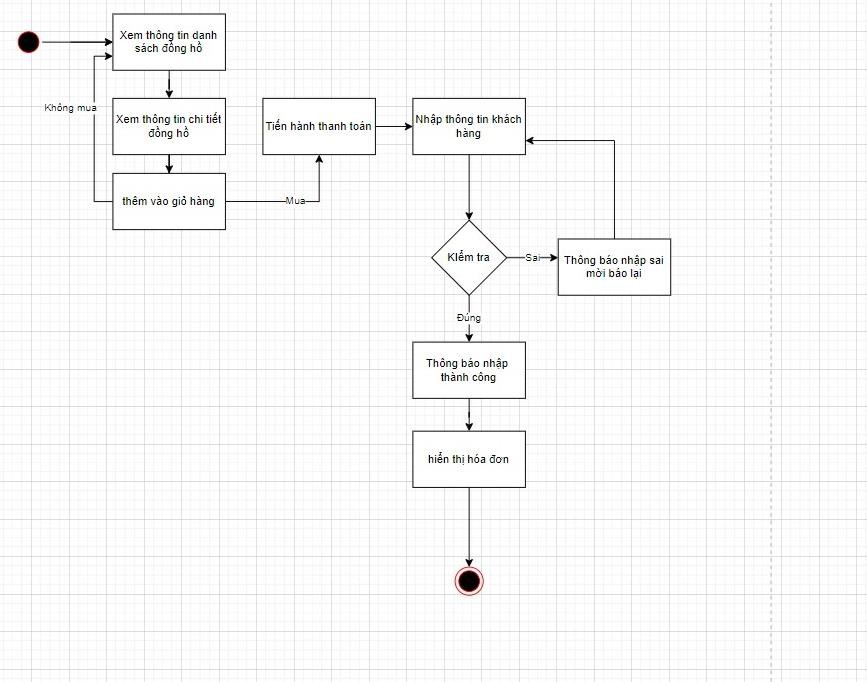 Xem thông tin danh
sách đồng hồ
Không mua
Xem thông tin chi tiết
đồng hồ
Tiến hành thanh toán
Nhập thông tin khách
hàng
thêm vào giỏ hàng
Mua
Kiểm tra
Sai
Thông báo nhập sai
mời báo lại
Đúng
Thông báo nhập
thành công
hiển thị hóa đơn